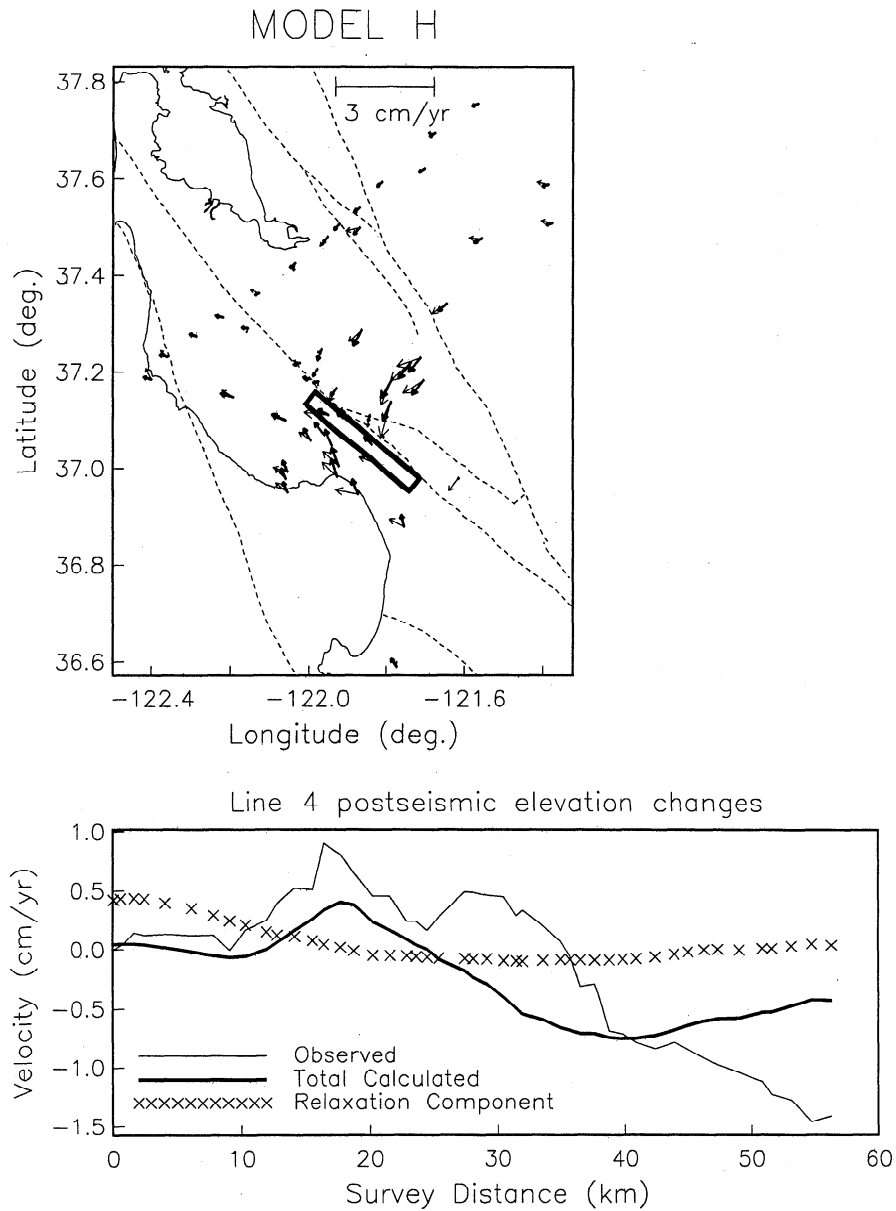 MODEL H
37.8
3 cm/yr
37.6
37.4
37.2
37.0
36.8
36.6
Latitude (deg.)
−122.4 −122.0 −121.6
Longitude (deg.)
Line 4 postseismic elevation changes
1.0
0.5
0.0
−0.5
−1.0
−1.5
Velocity (cm/yr)
Observed
Total Calculated
Relaxation Component
0 10 20 30 40 50 60
Survey Distance (km)